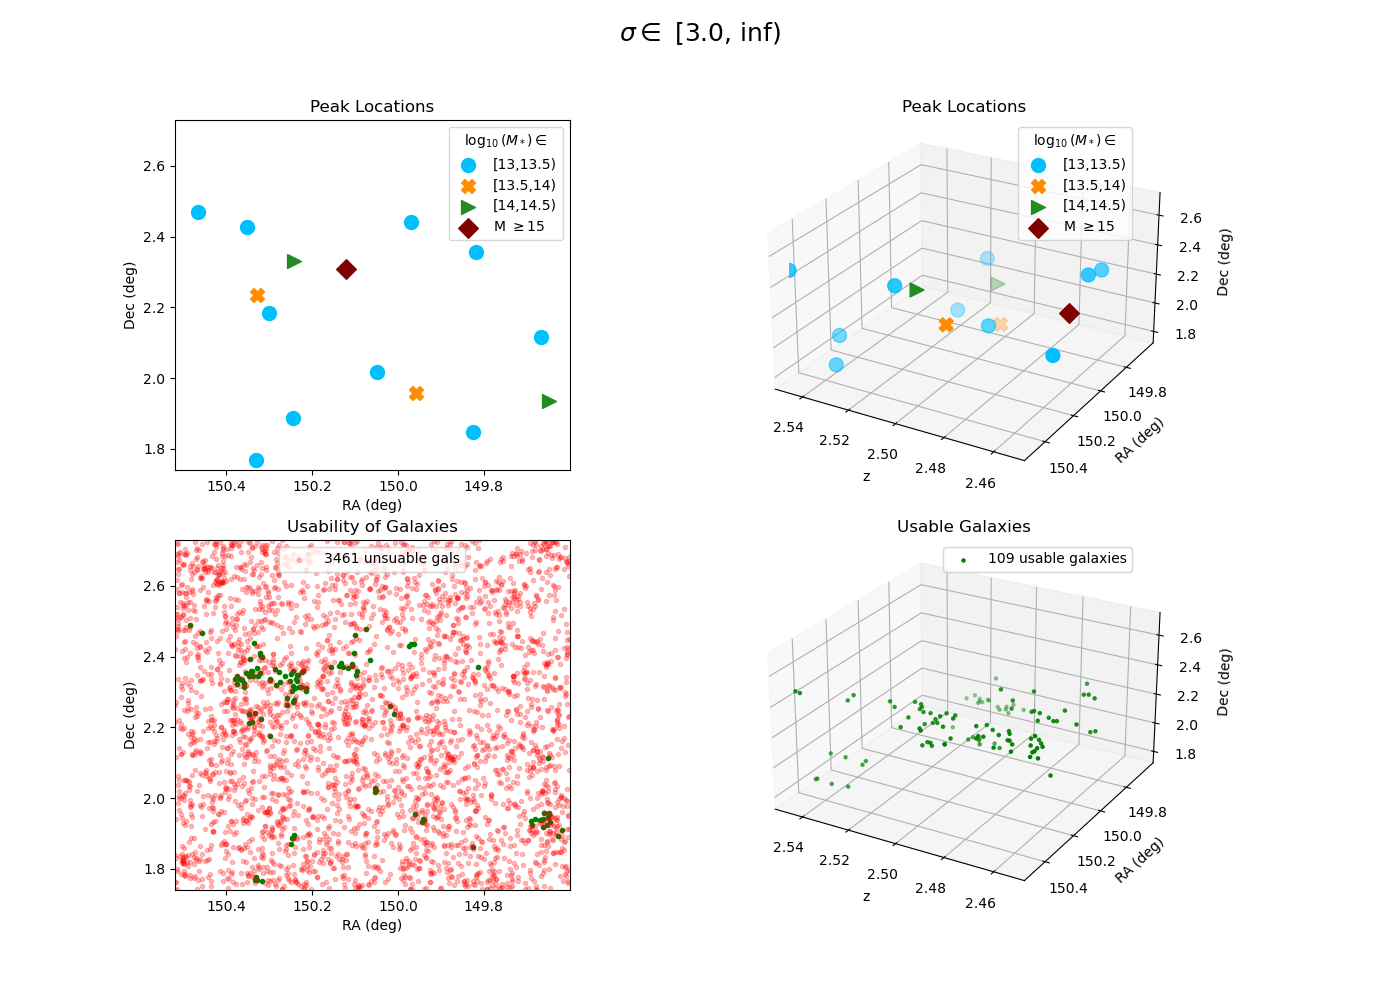 σ ∈ [3.0, inf)
Peak Locations
log₁₀(M*) ∈
[13,13.5)
[13.5,14)
[14,14.5)
M ≥15
2.6
2.4
2.2
2.0
1.8
Dec (deg)
150.4 150.2 150.0 149.8
RA (deg)
Peak Locations
log₁₀(M*) ∈
[13,13.5)
[13.5,14)
[14,14.5)
M ≥15
2.6
2.4
2.2
2.0
1.8
Dec (deg)
149.8
150.0
150.2
150.4
RA (deg)
2.54
2.52
2.50
2.48
2.46
z
Usability of Galaxies
3461 unsuable gals
2.6
2.4
2.2
2.0
1.8
Dec (deg)
150.4 150.2 150.0 149.8
RA (deg)
Usable Galaxies
109 usable galaxies
2.6
2.4
2.2
2.0
1.8
Dec (deg)
149.8
150.0
150.2
150.4
RA (deg)
2.54
2.52
2.50
2.48
2.46
z